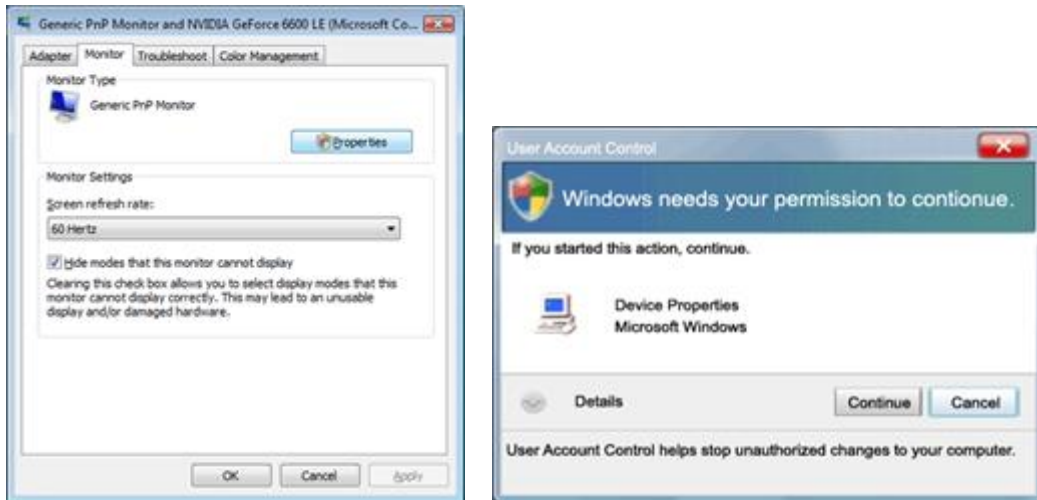 Generic PnP Monitor and NVIDIA GeForce 6600 LE (Microsoft Co...
Adapter Monitor Troubleshoot Color Management
Monitor Type
Generic PnP Monitor
Properties
Monitor Settings
Screen refresh rate:
60 Hertz
Hide modes that this monitor cannot display
Clearing this check box allows you to select display modes that this
monitor cannot display correctly. This may lead to an unusable
display and/or damaged hardware.
OK Cancel Apply
User Account Control
Windows needs your permission to contionue.
If you started this action, continue.
Device Properties
Microsoft Windows
Details Continue Cancel
User Account Control helps stop unauthorized changes to your computer.